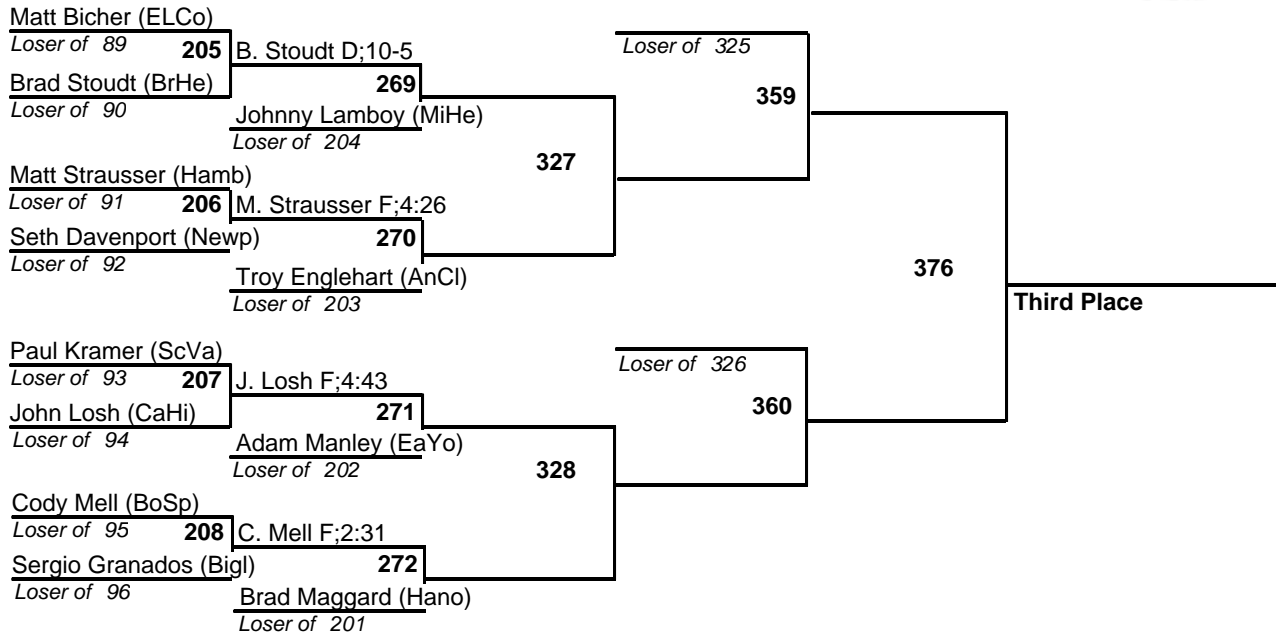 Matt Bicher (ELCo)
Loser of 89
205
B. Stoudt D;10-5
Loser of 325
Brad Stoudt (BrHe)
269
359
Loser of 90
Johnny Lamboy (MiHe)
Loser of 204
327
Matt Strausser (Hamb)
Loser of 91
206
M. Strausser F;4:26
Seth Davenport (Newp)
270
Loser of 92
376
Troy Englehart (AnCl)
Loser of 203
Third Place
Paul Kramer (ScVa)
Loser of 326
Loser of 93
207
J. Losh F;4:43
John Losh (CaHi)
271
360
Loser of 94
Adam Manley (EaYo)
Loser of 202
328
Cody Mell (BoSp)
Loser of 95
208
C. Mell F;2:31
Sergio Granados (Bigl)
272
Loser of 96
Brad Maggard (Hano)
Loser of 201